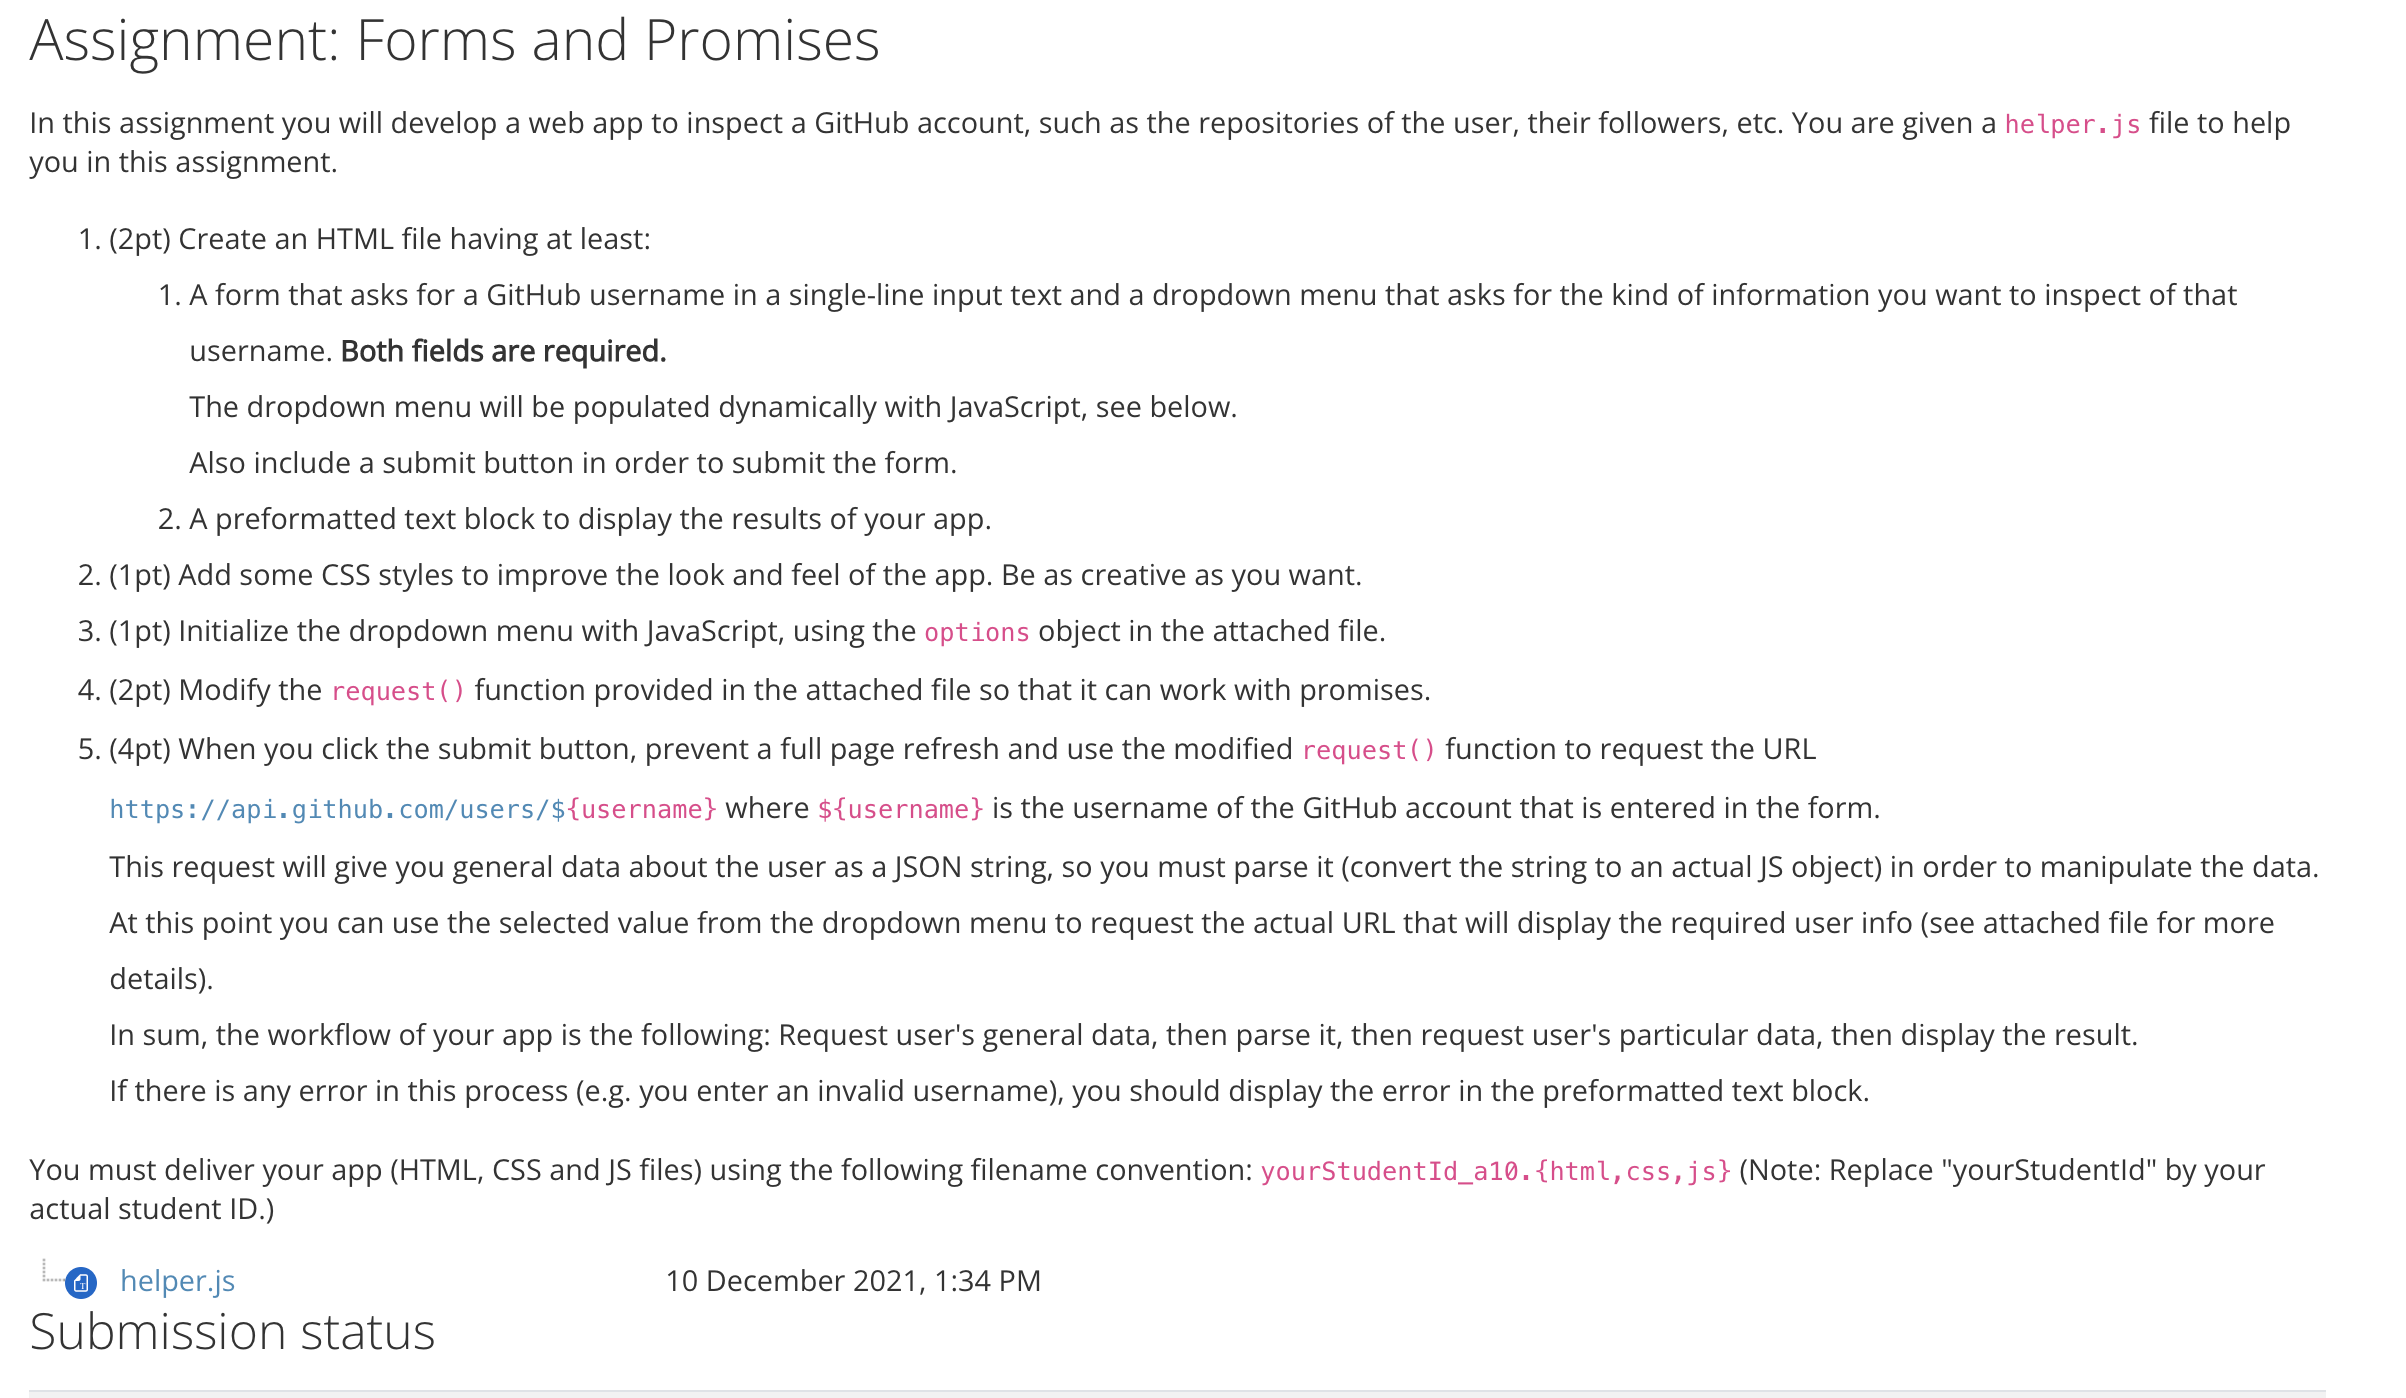 Assignment: Forms and Promises
In this assignment you will develop a web app to inspect a GitHub account, such as the repositories of the user, their followers, etc. You are given a helper.js file to help
you in this assignment.
1. (2pt) Create an HTML file having at least:
1. A form that asks for a GitHub username in a single-line input text and a dropdown menu that asks for the kind of information you want to inspect of that
username. Both fields are required.
The dropdown menu will be populated dynamically with JavaScript, see below.
Also include a submit button in order to submit the form.
2. A preformatted text block to display the results of your app.
2. (1pt) Add some CSS styles to improve the look and feel of the app. Be as creative as you want.
3. (1pt) Initialize the dropdown menu with JavaScript, using the options object in the attached file.
4. (2pt) Modify the request() function provided in the attached file so that it can work with promises.
5. (4pt) When you click the submit button, prevent a full page refresh and use the modified request() function to request the URL
https://api.github.com/users/${username} where ${username} is the username of the GitHub account that is entered in the form.
This request will give you general data about the user as a JSON string, so you must parse it (convert the string to an actual JS object) in order to manipulate the data.
At this point you can use the selected value from the dropdown menu to request the actual URL that will display the required user info (see attached file for more
details).
In sum, the workflow of your app is the following: Request user's general data, then parse it, then request user's particular data, then display the result.
If there is any error in this process (e.g. you enter an invalid username), you should display the error in the preformatted text block.
You must deliver your app (HTML, CSS and JS files) using the following filename convention: yourStudentId_a10.{html,css,js} (Note: Replace "yourStudentId" by your
actual student ID.)
helper.js 10 December 2021, 1:34 PM
Submission status